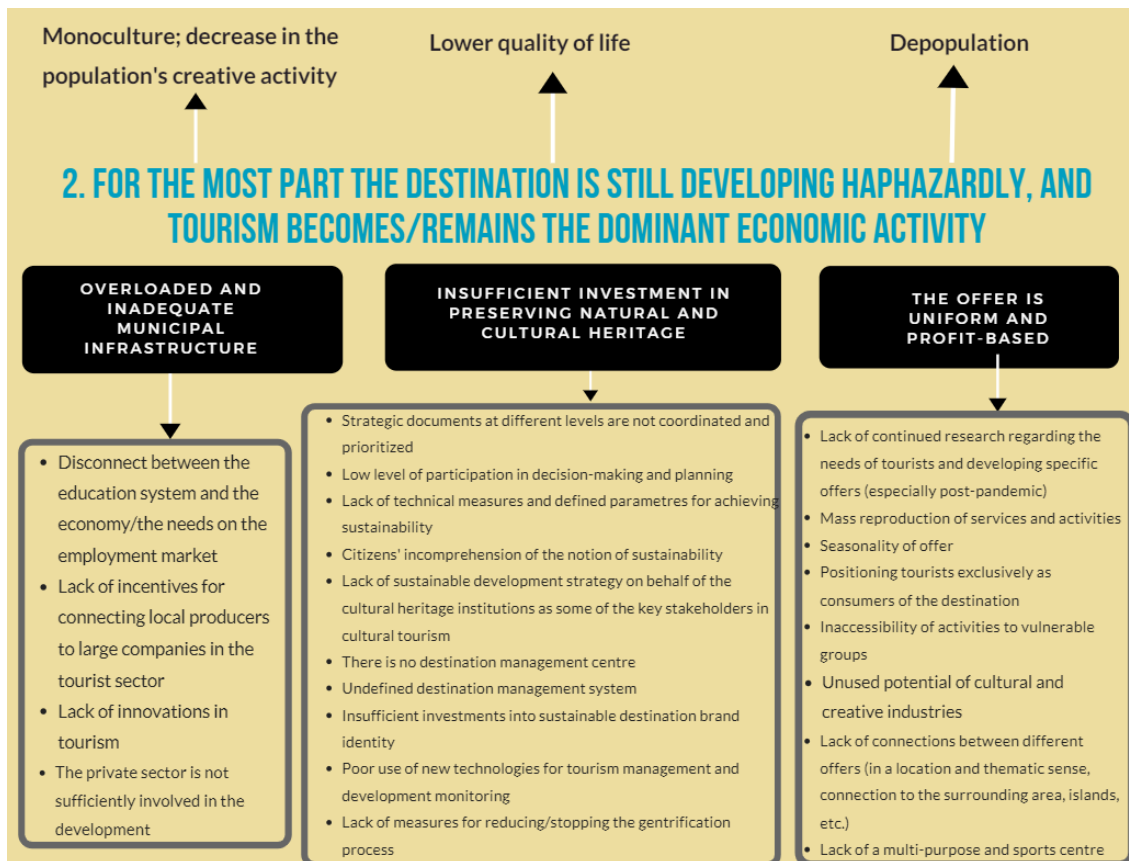 Monoculture; decrease in the
population's creative activity
Lower quality of life
Depopulation
2. FOR THE MOST PART THE DESTINATION IS STILL DEVELOPING HAPHAZARDLY, AND
TOURISM BECOMES/REMAINS THE DOMINANT ECONOMIC ACTIVITY
OVERLOADED AND
INADEQUATE
MUNICIPAL
INFRASTRUCTURE
• Disconnect between the
education system and the
economy/the needs on the
employment market
• Lack of incentives for
connecting local producers
to large companies in the
tourist sector
• Lack of innovations in
tourism
• The private sector is not
sufficiently involved in the
development
INSUFFICIENT INVESTMENT IN
PRESERVING NATURAL AND
CULTURAL HERITAGE
• Strategic documents at different levels are not coordinated and
prioritized
• Low level of participation in decision-making and planning
• Lack of technical measures and defined parametres for achieving
sustainability
• Citizens' incomprehension of the notion of sustainability
• Lack of sustainable development strategy on behalf of the
cultural heritage institutions as some of the key stakeholders in
cultural tourism
• There is no destination management centre
• Undefined destination management system
• Insufficient investments into sustainable destination brand
identity
• Poor use of new technologies for tourism management and
development monitoring
• Lack of measures for reducing/stopping the gentrification
process
THE OFFER IS
UNIFORM AND
PROFIT-BASED
• Lack of continued research regarding the
needs of tourists and developing specific
offers (especially post-pandemic)
• Mass reproduction of services and activities
• Seasonality of offer
• Positioning tourists exclusively as
consumers of the destination
• Inaccessibility of activities to vulnerable
groups
• Unused potential of cultural and
creative industries
• Lack of connections between different
offers (in a location and thematic sense,
connection to the surrounding area, islands,
etc.)
• Lack of a multi-purpose and sports centre